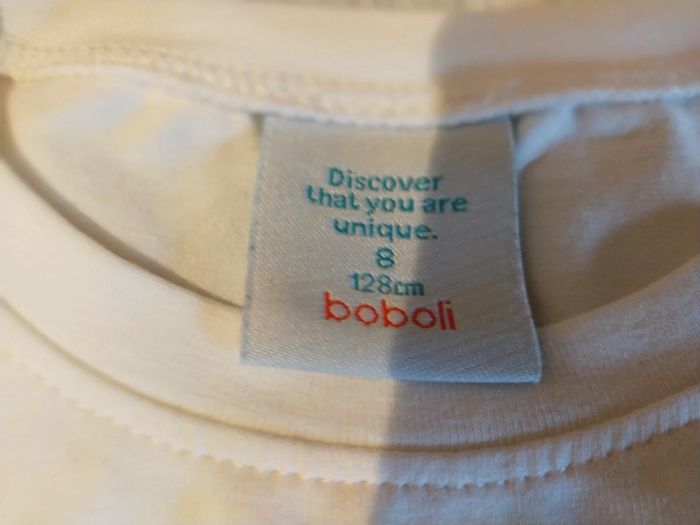 Discover
that you are
unique.
8
128cm
boboli